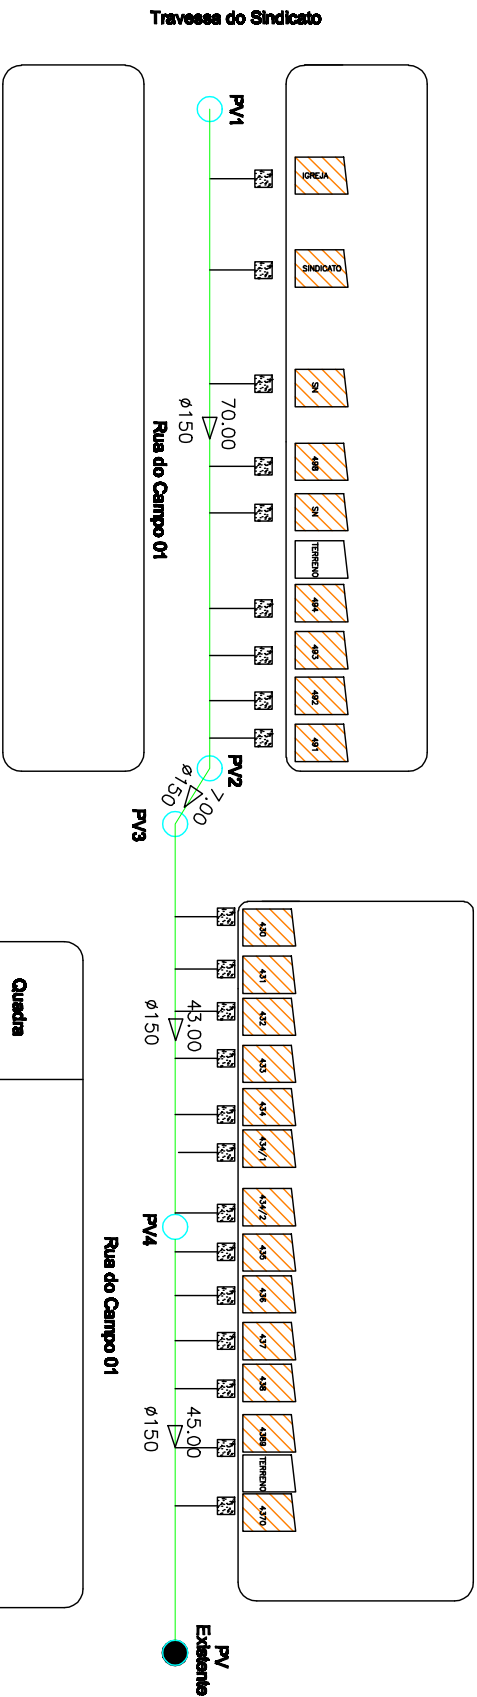 Travessa do Sindicato
PV1
IGREJA
SINDICATO
SN
70.00
ø150
Rua do Campo 01
498
SN
TERRENO
494
493
492
491
PV2
7.00
ø150
PV3
430
431
432
Quadra
43.00
ø150
433
434
434/1
434/2
PV4
435
Rua do Campo 01
436
437
438
45.00
ø150
438B
TERRENO
4370
PV
Existente